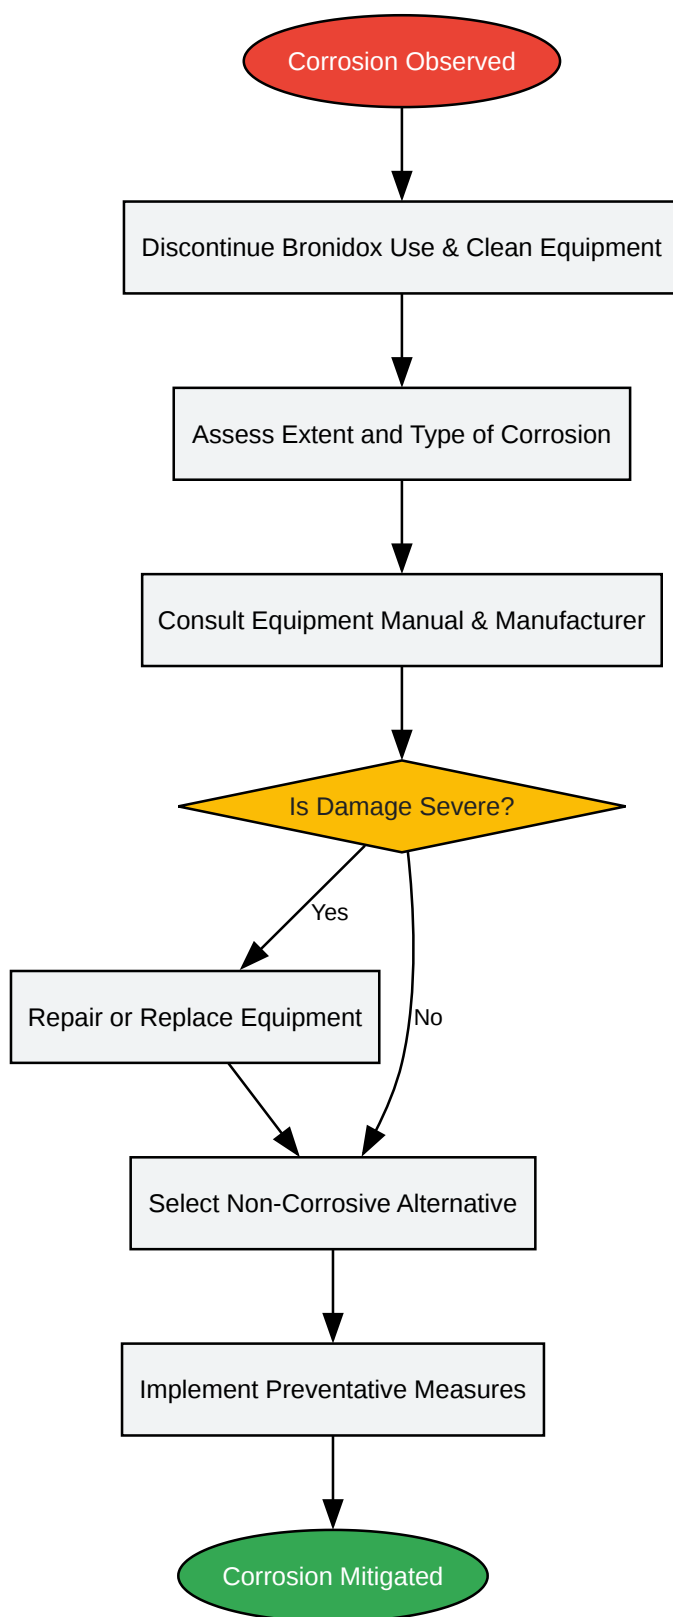 Corrosion Observed
Discontinue Bronidox Use & Clean Equipment
Assess Extent and Type of Corrosion
Consult Equipment Manual & Manufacturer
Is Damage Severe?
Yes
Repair or Replace Equipment
No
Select Non-Corrosive Alternative
Implement Preventative Measures
Corrosion Mitigated